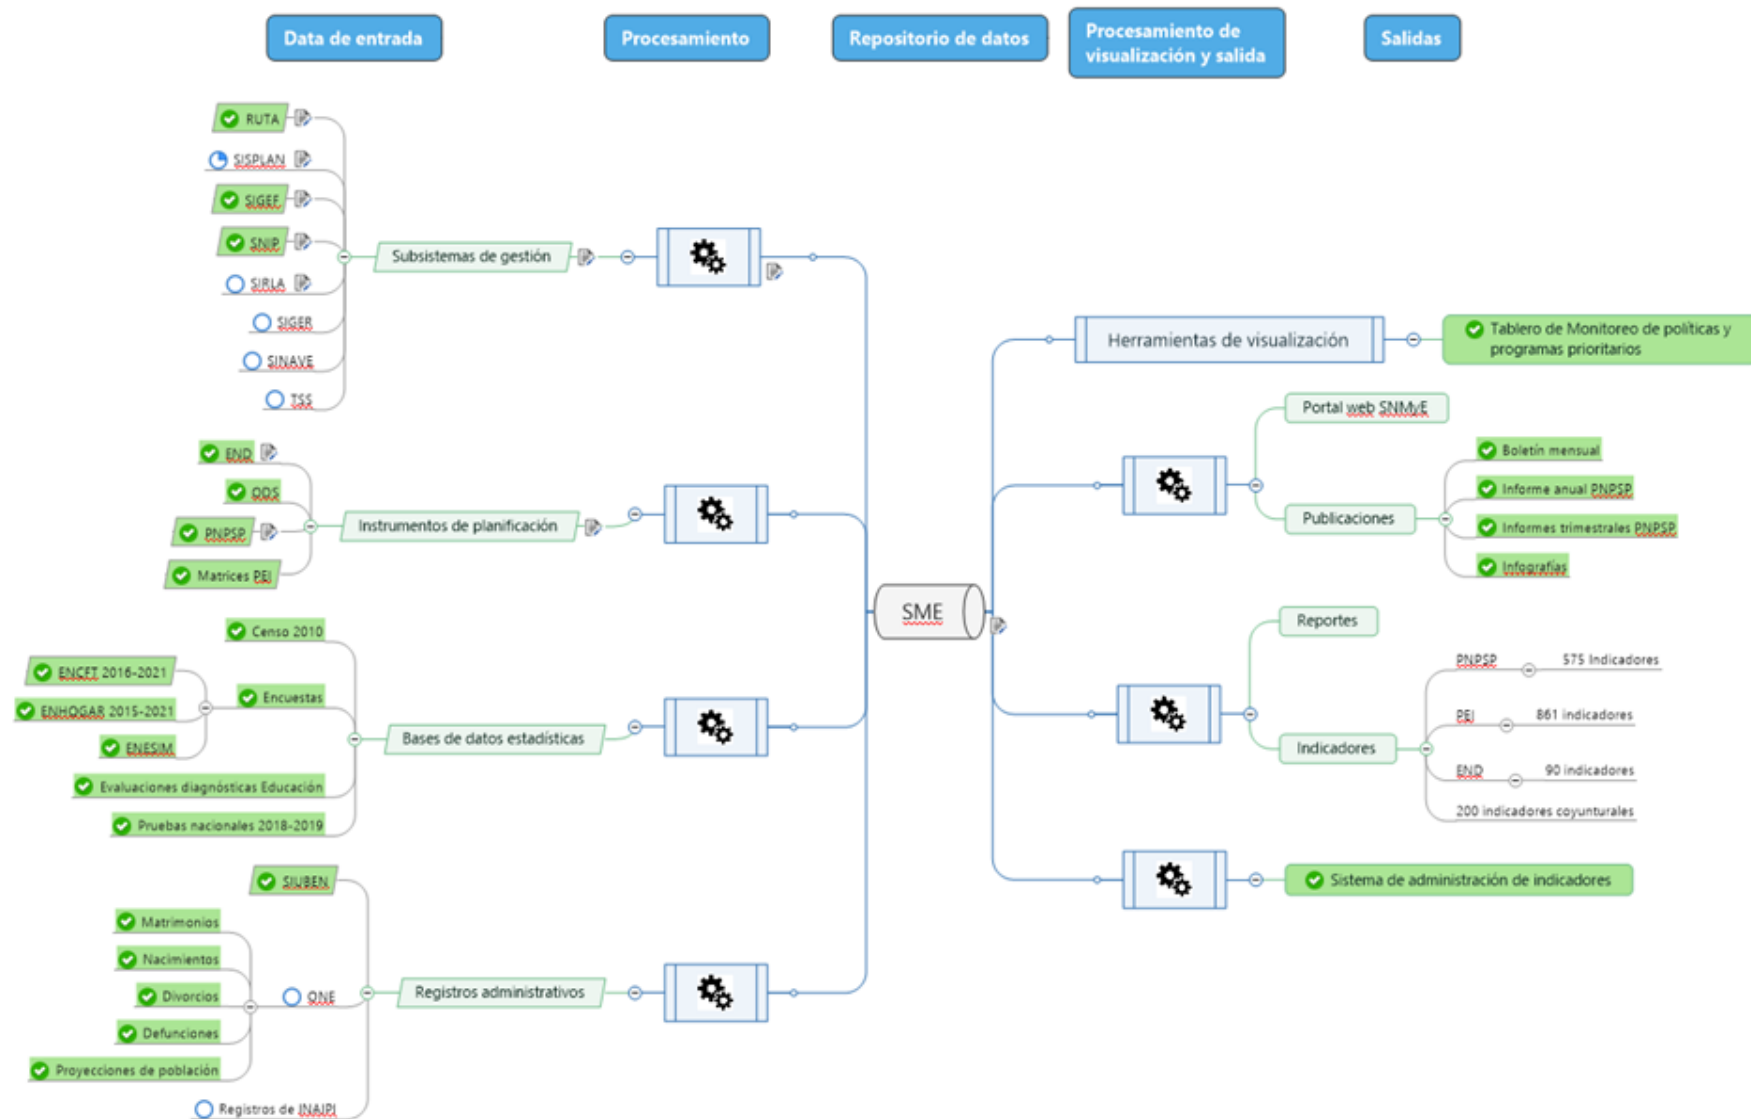 Data de entrada
Procesamiento
Repositorio de datos
Procesamiento de
visualización y salida
Salidas
RUTA
SISPLAN
SIGEF
SNIP
SIRLA
SIGER
SINAVE
TSS
Subsistemas de gestión
END
ODS
PNPSP
Matrices PEI
Instrumentos de planificación
Censo 2010
ENCFT 2016-2021
ENHOGAR 2015-2021
ENESIM
Encuestas
Evaluaciones diagnósticas Educación
Pruebas nacionales 2018-2019
Bases de datos estadísticas
SIUBEN
Matrimonios
Nacimientos
Divorcios
Defunciones
Proyecciones de población
ONE
Registros de INAIPI
Registros administrativos
SME
Herramientas de visualización
Tablero de Monitoreo de políticas y
programas prioritarios
Portal web SNMyE
Publicaciones
Boletín mensual
Informe anual PNPSP
Informes trimestrales PNPSP
Infografías
Reportes
Indicadores
PNPSP
575 Indicadores
PEI
861 indicadores
END
90 indicadores
200 indicadores coyunturales
Sistema de administración de indicadores